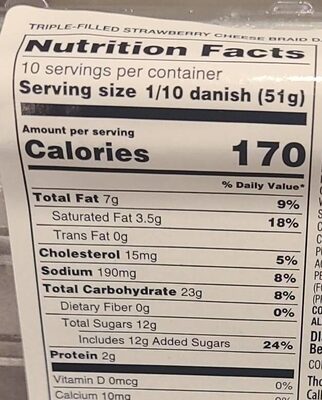 TRIPLE-FILLED STRAWBERRY CHEESE BRAID
Nutrition Facts
10 servings per container
Serving size 1/10 danish (51g)
Amount per serving
Calories 170
% Daily Value*
Total Fat 7g 9%
Saturated Fat 3.5g 18%
Trans Fat 0g
Cholesterol 15mg 5%
Sodium 190mg 8%
Total Carbohydrate 23g 8%
Dietary Fiber 0g 0%
Total Sugars 12g
Includes 12g Added Sugars 24%
Protein 2g
Vitamin D 0mcg 0%
Calcium 10mg 0%